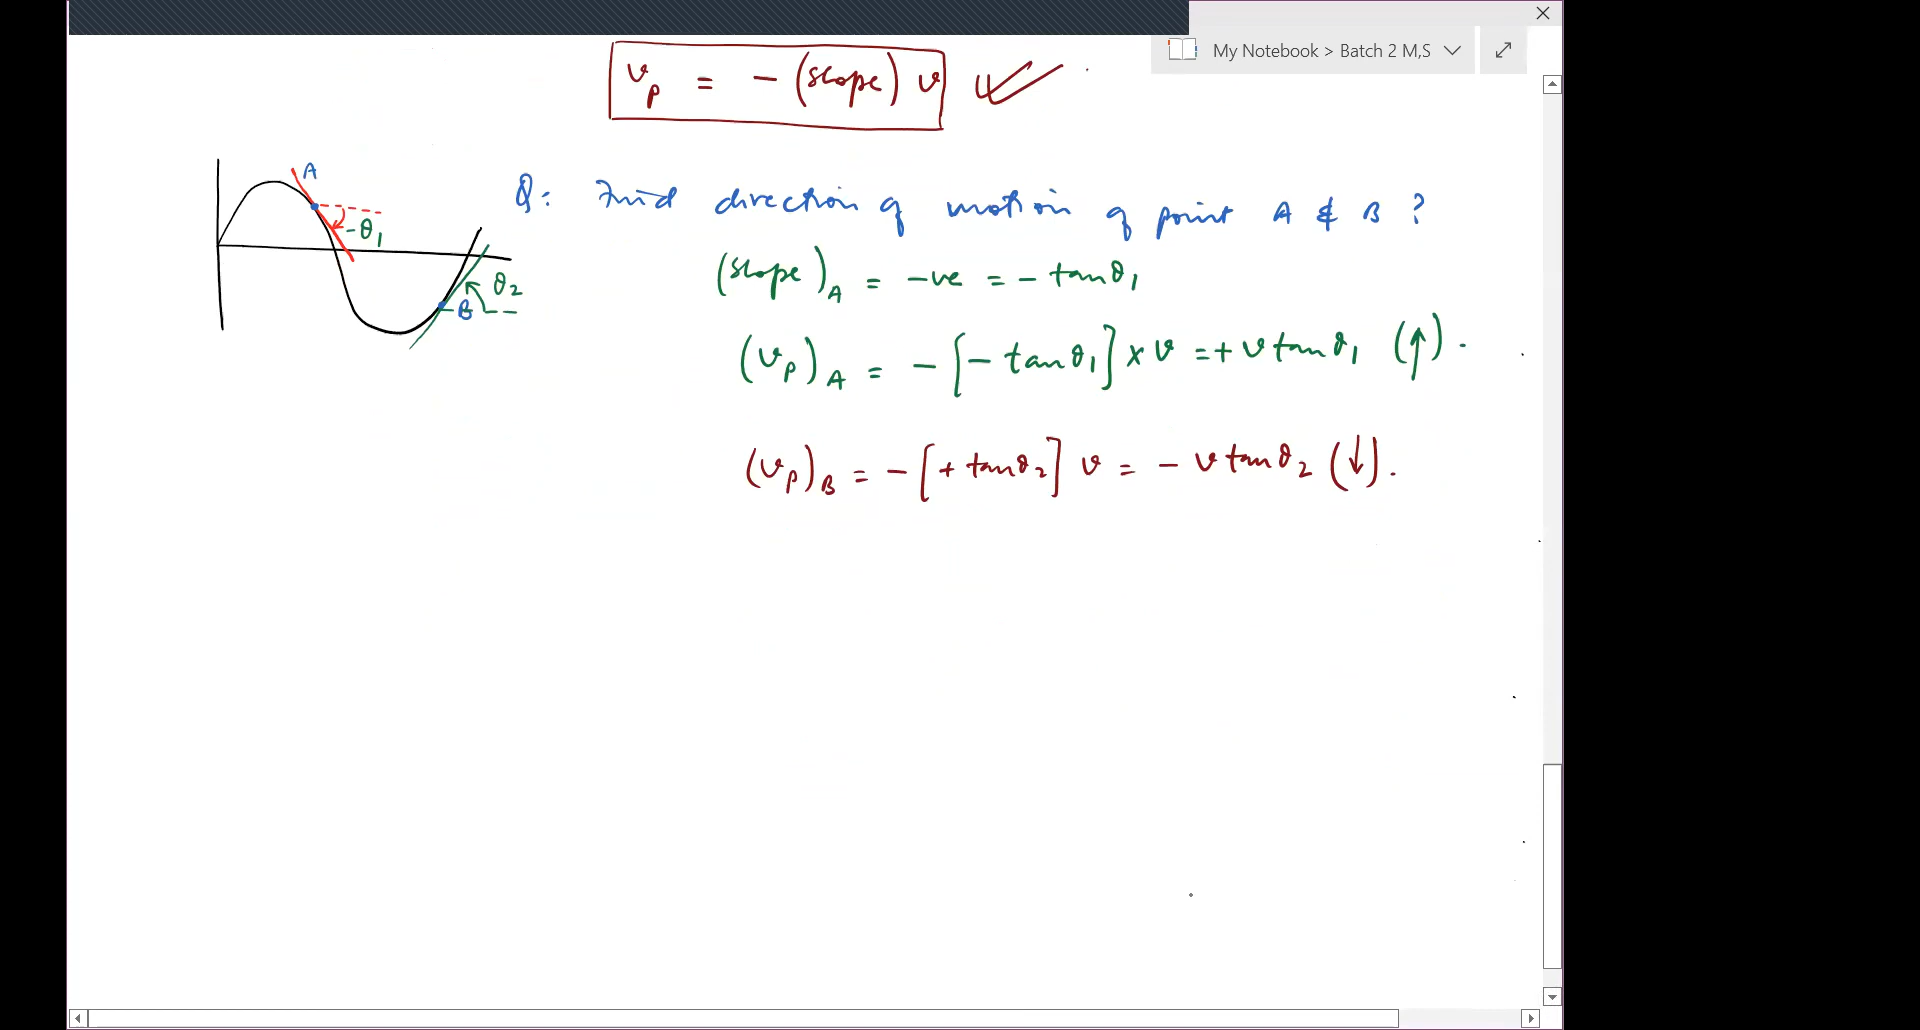 My Notebook > Batch 2 M,S
v_p = - (slope) v
A
-θ₁
θ₂
B
Q: Find direction of motion of point A & B ?
(slope)_A = -ve = - tanθ₁
(v_p)_A = - [- tanθ₁] × v = + v tanθ₁ (↑).
(v_p)_B = - [+ tanθ₂] v = - v tanθ₂ (↓).